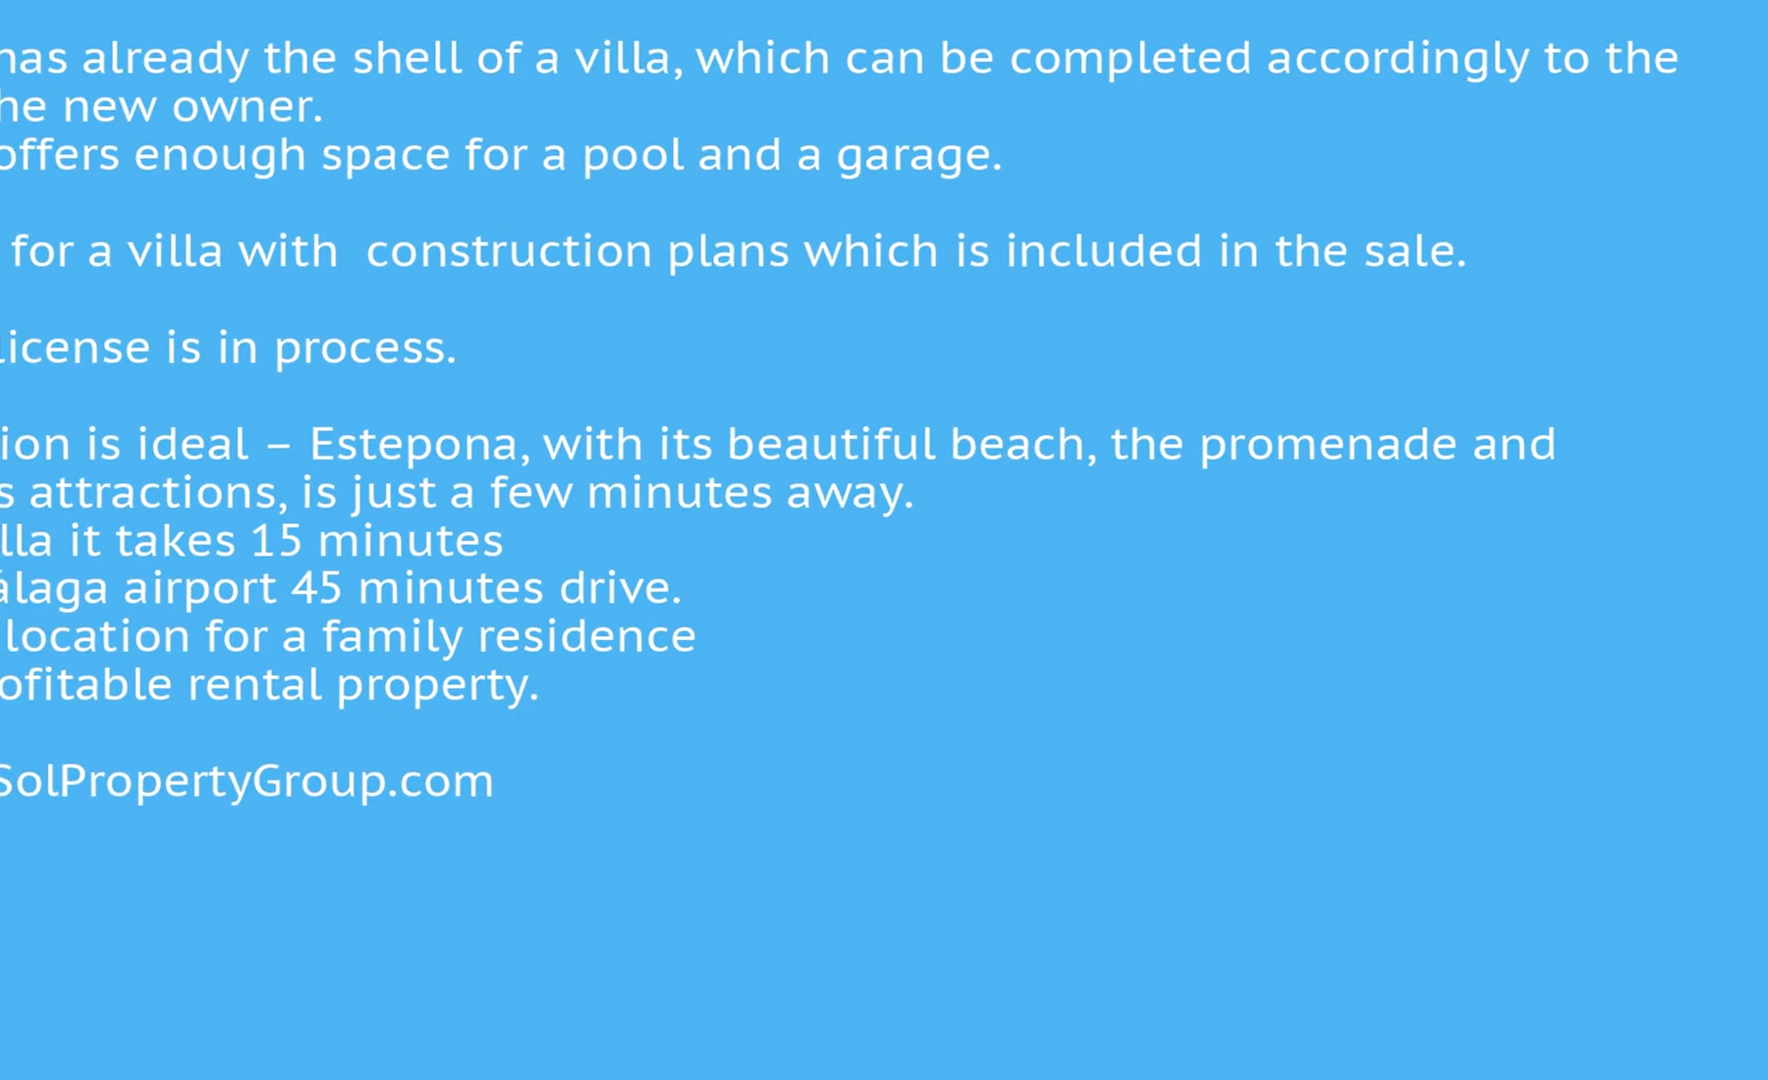 has already the shell of a villa, which can be completed accordingly to the
the new owner.
offers enough space for a pool and a garage.
for a villa with  construction plans which is included in the sale.
license is in process.
ion is ideal – Estepona, with its beautiful beach, the promenade and
s attractions, is just a few minutes away.
lla it takes 15 minutes
álaga airport 45 minutes drive.
location for a family residence
ofitable rental property.
SolPropertyGroup.com